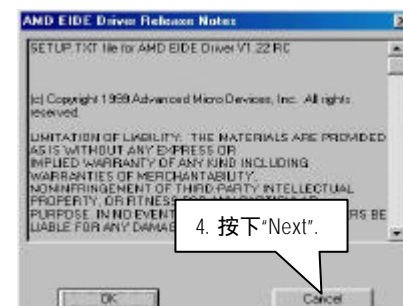 AMD EIDE Driver Release Notes
SETUP.TXT file for AMD EIDE Driver V1.22 RC
(c) Copyright 1999 Advanced Micro Devices, Inc. All rights
reserved.
LIMITATION OF LIABILITY: THE MATERIALS ARE PROVIDED
AS IS WITHOUT ANY EXPRESS OR
IMPLIED WARRANTY OF ANY KIND INCLUDING
WARRANTIES OF MERCHANTABILITY,
NONINFRINGEMENT OF THIRD-PARTY INTELLECTUAL
PROPERTY, OR FITNESS
PURPOSE. IN NO EVENT RS BE
LIABLE FOR ANY DAMAG
4. 按下“Next”.
OK
Cancel